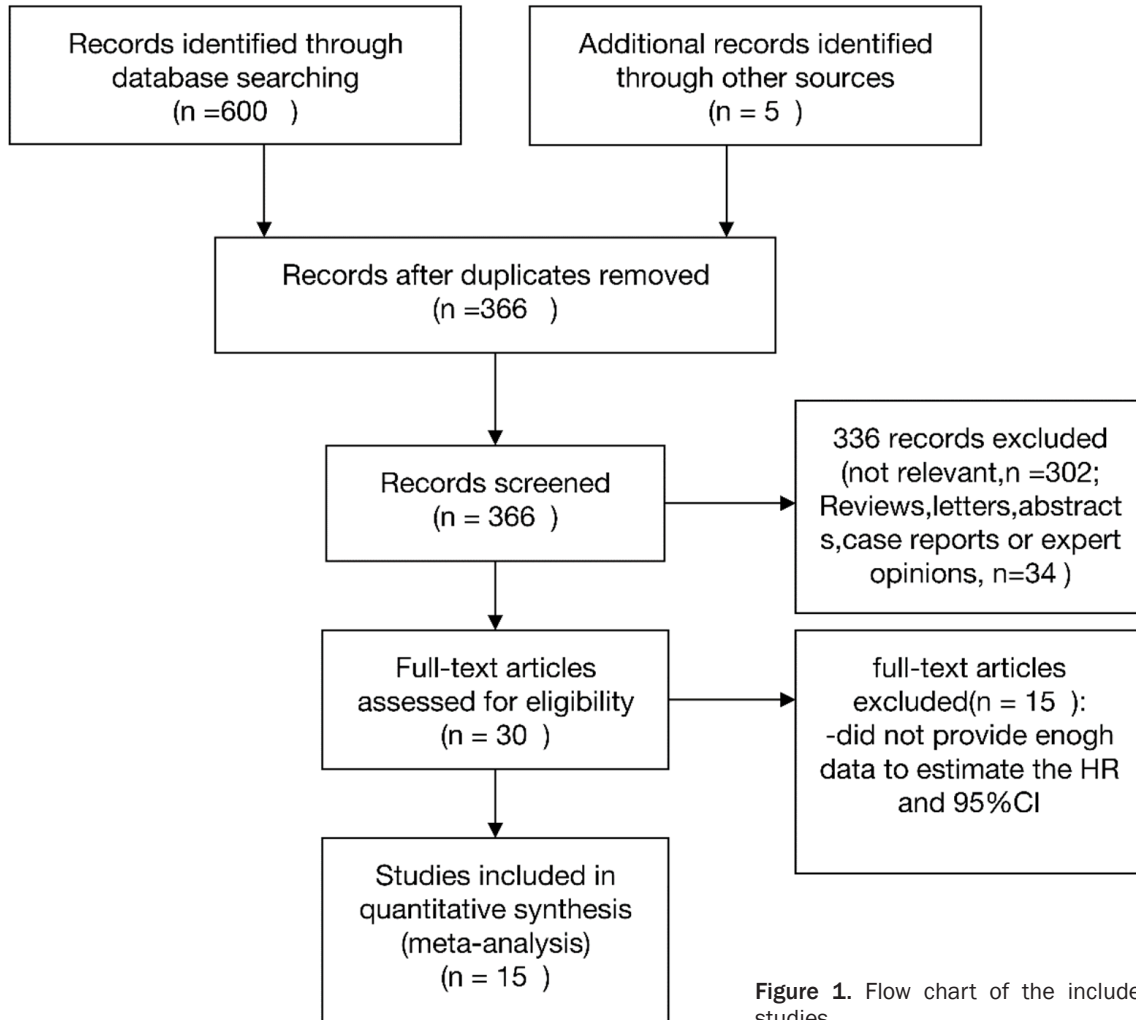 Records identified through
database searching
(n =600   )
Additional records identified
through other sources
(n = 5  )
Records after duplicates removed
(n =366   )
Records screened
(n = 366  )
336 records excluded
(not relevant,n =302;
Reviews,letters,abstract
s,case reports or expert
opinions, n=34 )
Full-text articles
assessed for eligibility
(n = 30  )
full-text articles
excluded(n = 15  ):
-did not provide enogh
data to estimate the HR
and 95%CI
Studies included in
quantitative synthesis
(meta-analysis)
(n = 15  )
Figure 1. Flow chart of the include
studies